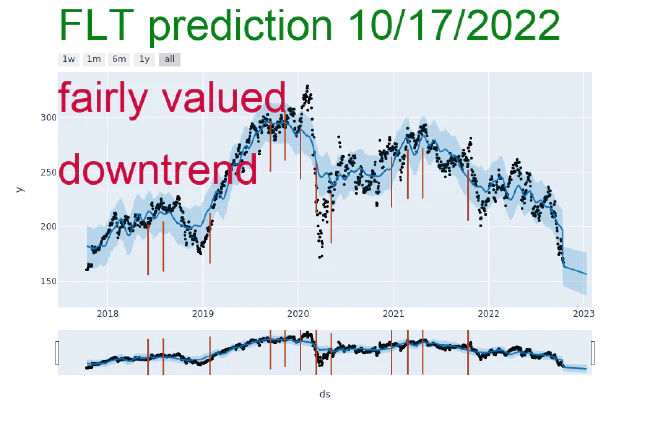 FLT prediction 10/17/2022
1w 1m 6m 1y all
fairly valued
downtrend
300
250
200
150
y
2018 2019 2020 2021 2022 2023
ds